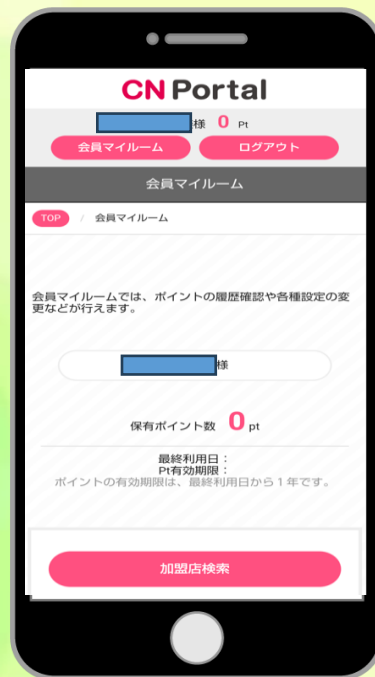 CN Portal
様 0 Pt
会員マイルーム ログアウト
会員マイルーム
TOP / 会員マイルーム
会員マイルームでは、ポイントの履歴確認や各種設定の変
更などが行えます。
様
保有ポイント数 0 pt
最終利用日：
Pt有効期限：
ポイントの有効期限は、最終利用日から１年です。
加盟店検索